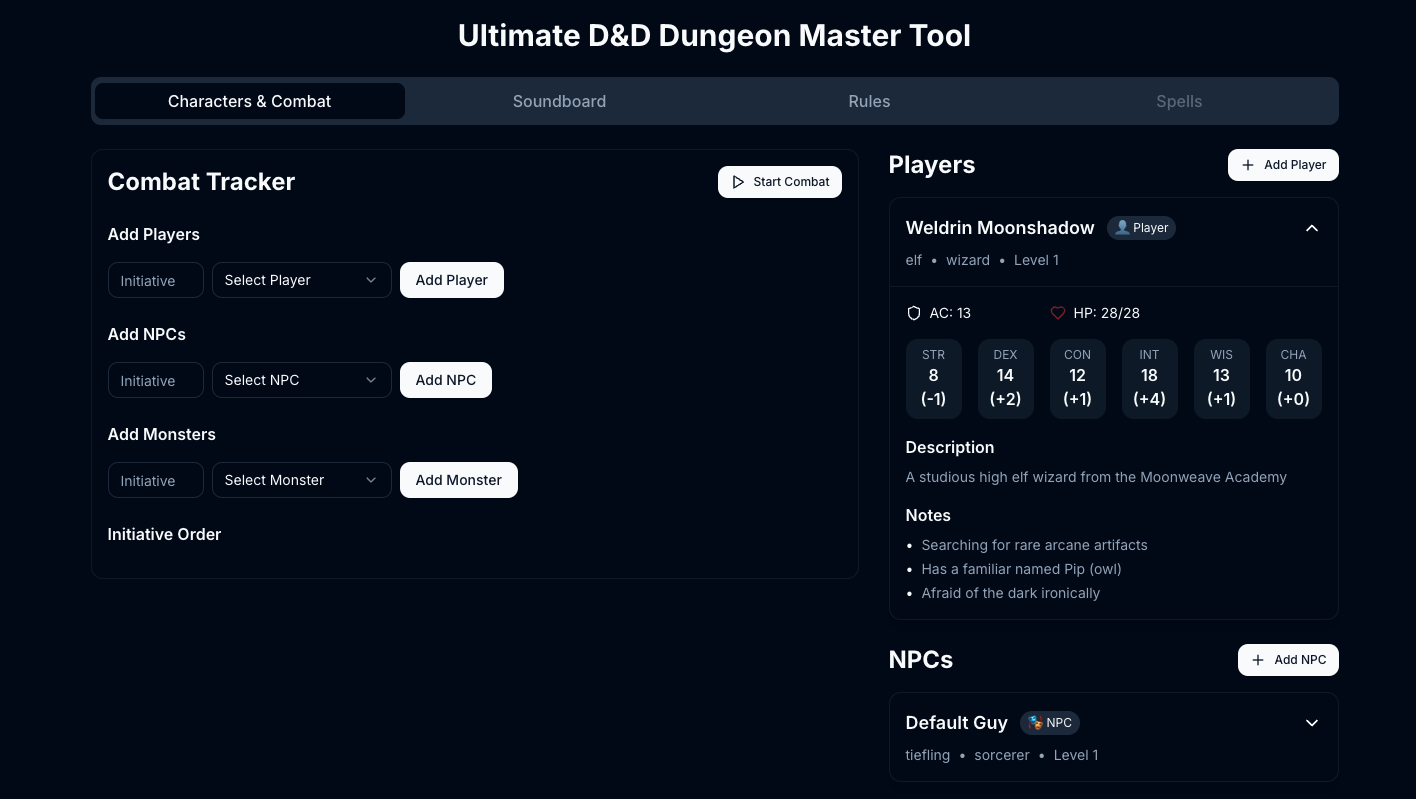 Ultimate D&D Dungeon Master Tool
Characters & Combat
Soundboard
Rules
Spells
Combat Tracker
Start Combat
Add Players
Initiative
Select Player
Add Player
Add NPCs
Initiative
Select NPC
Add NPC
Add Monsters
Initiative
Select Monster
Add Monster
Initiative Order
Players
Add Player
Weldrin Moonshadow
Player
elf • wizard • Level 1
AC: 13
HP: 28/28
STR
8
(-1)
DEX
14
(+2)
CON
12
(+1)
INT
18
(+4)
WIS
13
(+1)
CHA
10
(+0)
Description
A studious high elf wizard from the Moonweave Academy
Notes
• Searching for rare arcane artifacts
• Has a familiar named Pip (owl)
• Afraid of the dark ironically
NPCs
Add NPC
Default Guy
NPC
tiefling • sorcerer • Level 1